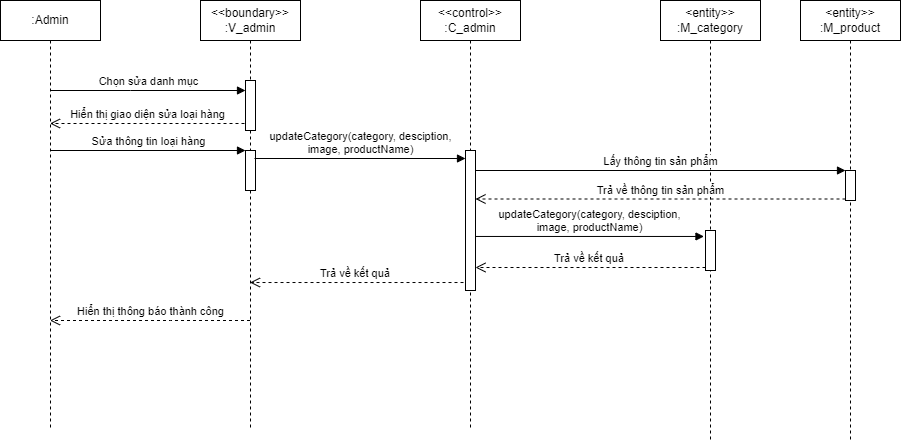 :Admin
<<boundary>>
:V_admin
<<control>>
:C_admin
<entity>>
:M_category
<entity>>
:M_product
Chọn sửa danh mục
Hiển thị giao diện sửa loại hàng
Sửa thông tin loại hàng
updateCategory(category, desciption,
image, productName)
Lấy thông tin sản phẩm
Trả về thông tin sản phẩm
updateCategory(category, desciption,
image, productName)
Trả về kết quả
Trả về kết quả
Hiển thị thông báo thành công